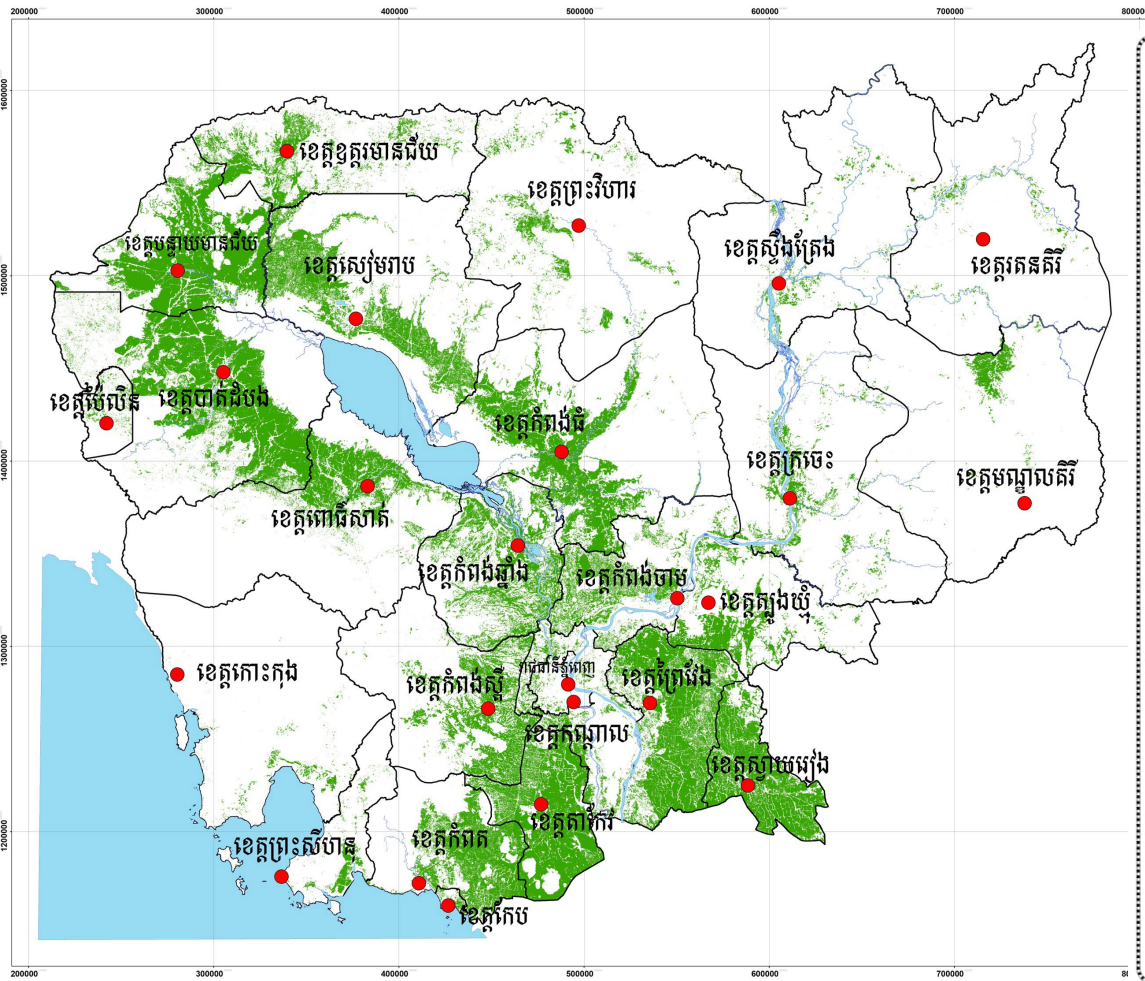 200000 300000 400000 500000 600000 700000 80000
1600000
ខេត្តឧត្តរមានជ័យ
ខេត្តព្រះវិហារ
ខេត្តបន្ទាយមានជ័យ
ខេត្តស្ទឹងត្រែង
ខេត្តសៀមរាប
ខេត្តរតនគិរី
1500000
ខេត្តប៉ៃលិន
ខេត្តបាត់ដំបង
ខេត្តកំពង់ធំ
ខេត្តក្រចេះ
1400000
ខេត្តមណ្ឌលគិរី
ខេត្តពោធិ៍សាត់
ខេត្តកំពង់ឆ្នាំង
ខេត្តកំពង់ចាម
ខេត្តត្បូងឃ្មុំ
1300000
ខេត្តកោះកុង
រាជធានីភ្នំពេញ
ខេត្តកំពង់ស្ពឺ
ខេត្តព្រៃវែង
ខេត្តកណ្តាល
ខេត្តស្វាយរៀង
1200000
ខេត្តតាកែវ
ខេត្តកំពត
ខេត្តព្រះសីហនុ
ខេត្តកែប
200000 300000 400000 500000 600000 700000 80